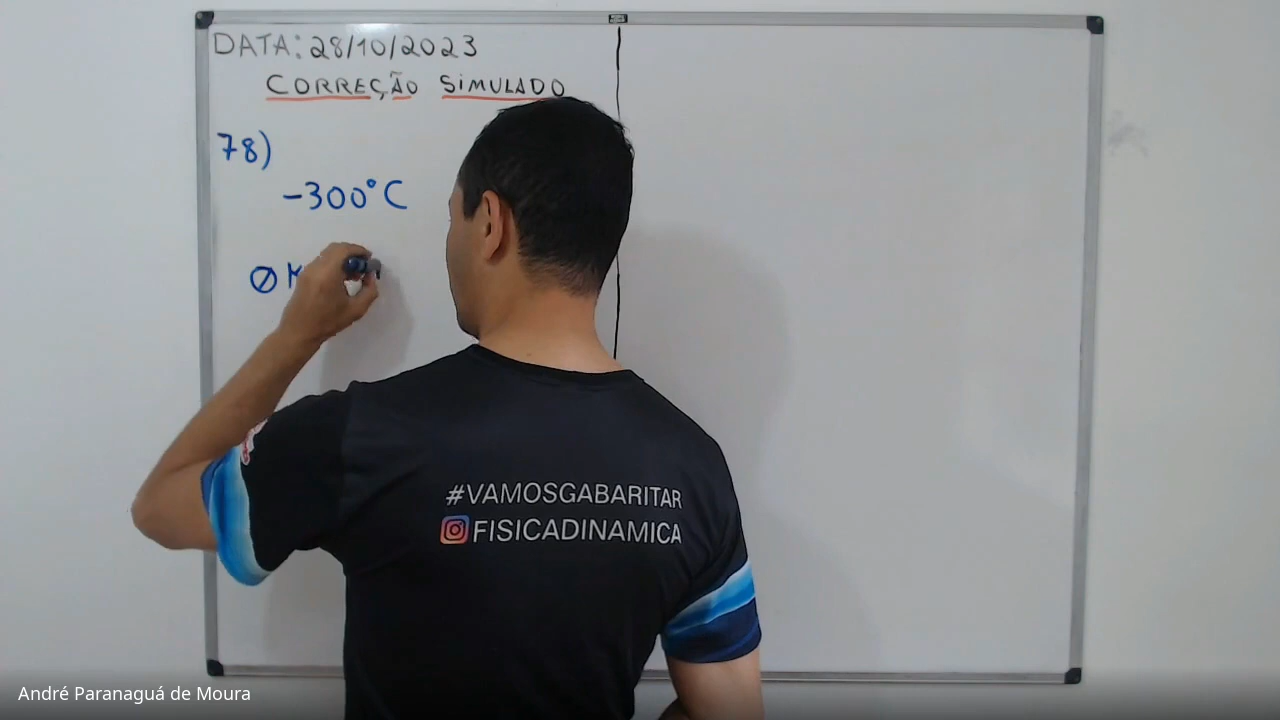 DATA: 28/10/2023
CORREÇÃO SIMULADO
78)
-300°C
#VAMOSGABARITAR
FISICADINAMICA
André Paranaguá de Moura